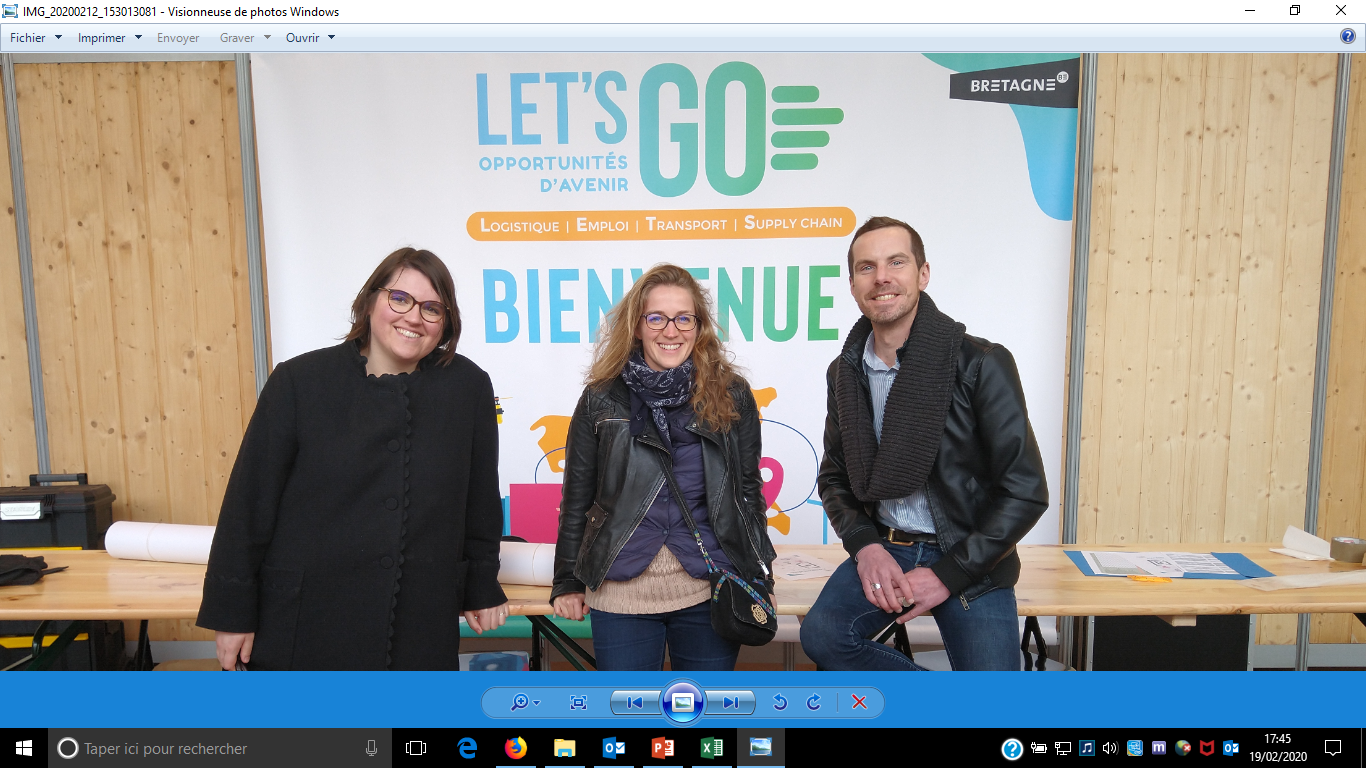 IMG_20200212_153013081 - Visionneuse de photos Windows
Fichier Imprimer Envoyer Graver Ouvrir
LET'S GO
OPPORTUNITÉS
D'AVENIR
BRETAGNE
LOGISTIQUE | EMPLOI | TRANSPORT | SUPPLY CHAIN
BIENVENUE
Taper ici pour rechercher
17:45
19/02/2020